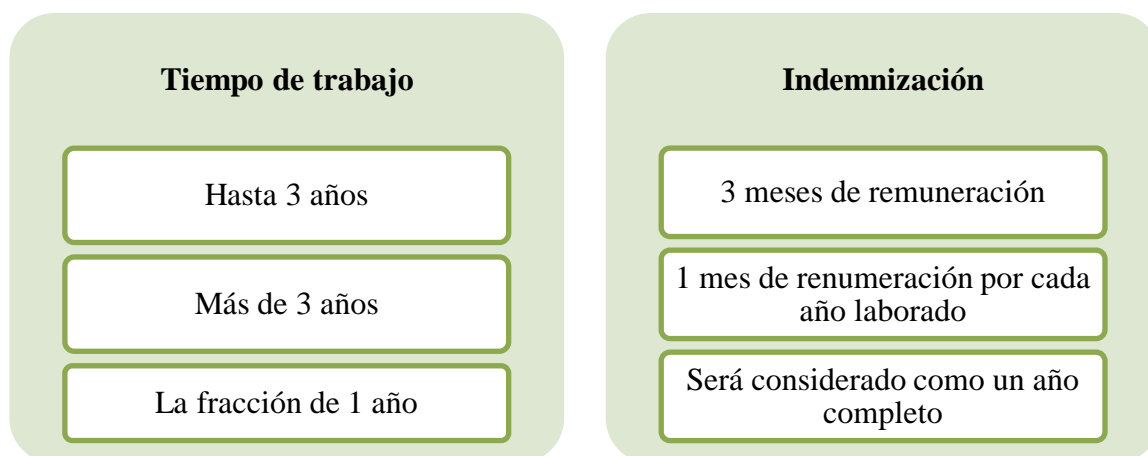 Tiempo de trabajo
Hasta 3 años
Más de 3 años
La fracción de 1 año
Indemnización
3 meses de remuneración
1 mes de renumeración por cada
año laborado
Será considerado como un año
completo